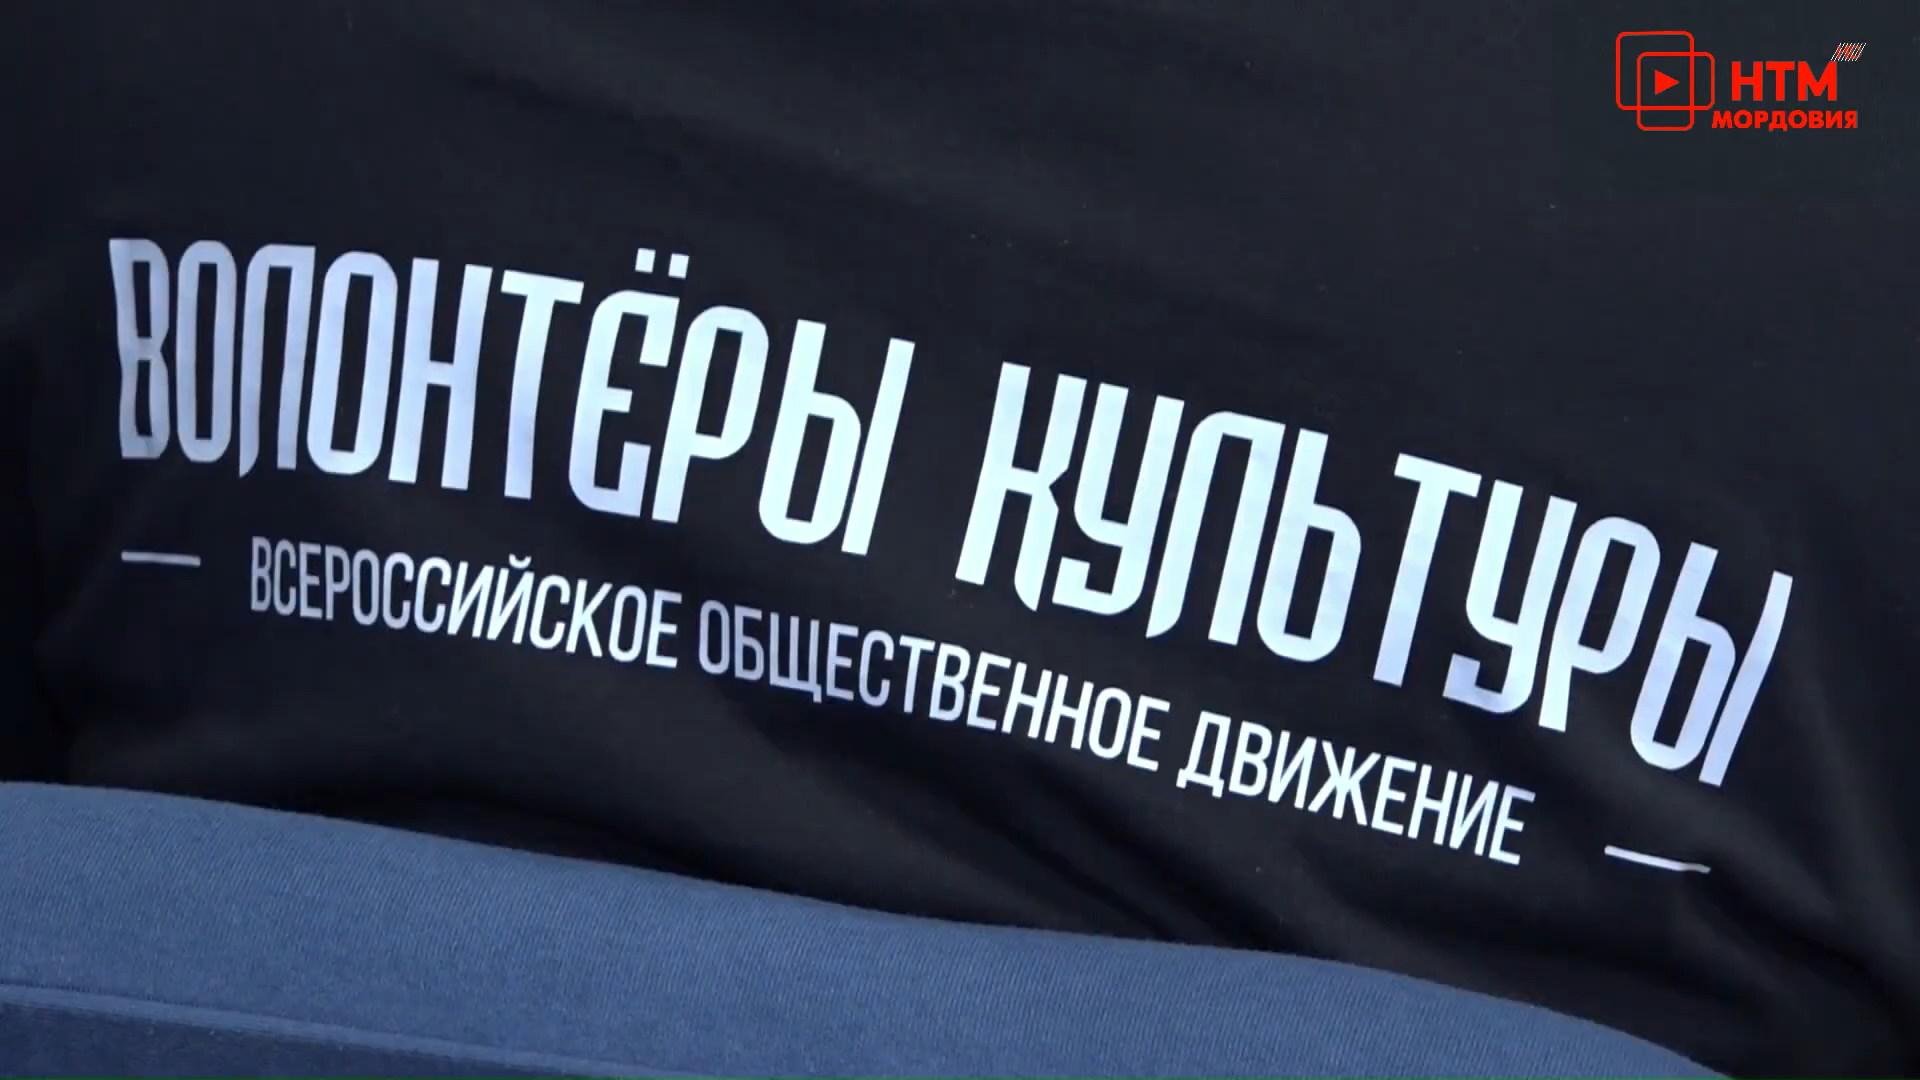 НТМ
МОРДОВИЯ
ВОЛОНТЁРЫ КУЛЬТУРЫ
— ВСЕРОССИЙСКОЕ ОБЩЕСТВЕННОЕ ДВИЖЕНИЕ —